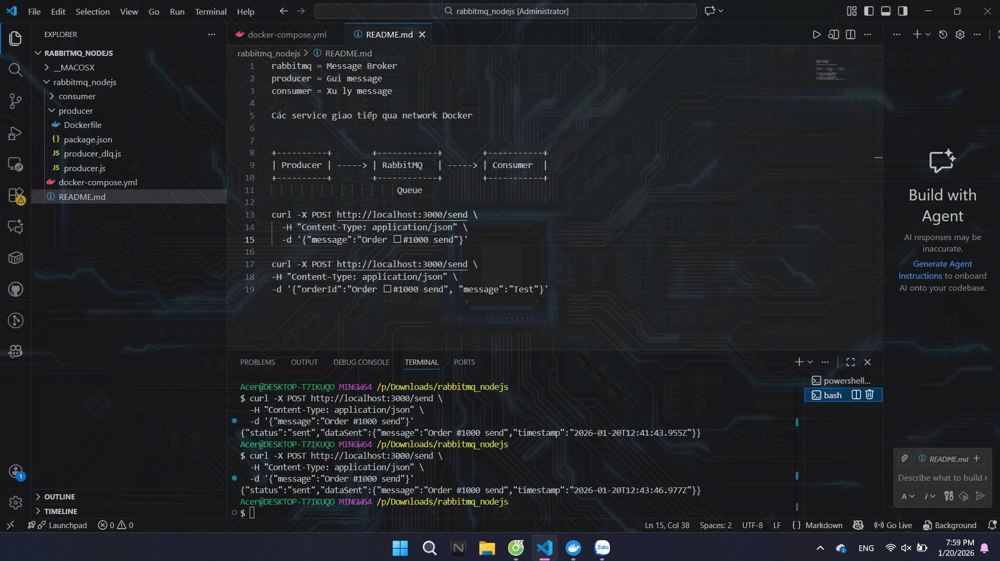 File Edit Selection View Go Run Terminal Help
rabbitmq_nodejs [Administrator]
EXPLORER
RABBITMQ_NODEJS
__MACOSX
rabbitmq_nodejs
consumer
producer
Dockerfile
package.json
producer_dlq.js
producer.js
docker-compose.yml
README.md
OUTLINE
TIMELINE
docker-compose.yml
README.md
rabbitmq_nodejs > README.md
1 rabbitmq = Message Broker
2 producer = Gui message
3 consumer = Xu ly message
4
5 Các service giao tiếp qua network Docker
6
7
8 +----------+ +------------+ +-----------+
9 | Producer | -----> | RabbitMQ | -----> | Consumer |
10 +----------+ +------------+ +-----------+
11 Queue
12
13 curl -X POST http://localhost:3000/send \
14 -H "Content-Type: application/json" \
15 -d '{"message":"Order #1000 send"}'
16
17 curl -X POST http://localhost:3000/send \
18 -H "Content-Type: application/json" \
19 -d '{"orderId":"Order #1000 send", "message":"Test"}'
PROBLEMS OUTPUT DEBUG CONSOLE TERMINAL PORTS
Acer@DESKTOP-T7IKUQO MINGW64 /p/Downloads/rabbitmq_nodejs
$ curl -X POST http://localhost:3000/send \
-H "Content-Type: application/json" \
-d '{"message":"Order #1000 send"}'
{"status":"sent","dataSent":{"message":"Order #1000 send","timestamp":"2026-01-20T12:41:43.955Z"}}
Acer@DESKTOP-T7IKUQO MINGW64 /p/Downloads/rabbitmq_nodejs
$ curl -X POST http://localhost:3000/send \
-H "Content-Type: application/json" \
-d '{"message":"Order #1000 send"}'
{"status":"sent","dataSent":{"message":"Order #1000 send","timestamp":"2026-01-20T12:43:46.977Z"}}
Acer@DESKTOP-T7IKUQO MINGW64 /p/Downloads/rabbitmq_nodejs
$
powershell...
bash
Build with
Agent
AI responses may be
inaccurate.
Generate Agent
Instructions to onboard
AI onto your codebase.
README.md
Describe what to build r
A
1
Launchpad 0 0
Ln 15, Col 38 Spaces: 2 UTF-8 LF { } Markdown Go Live Background
Zalo
ENG
7:59 PM
1/20/2026